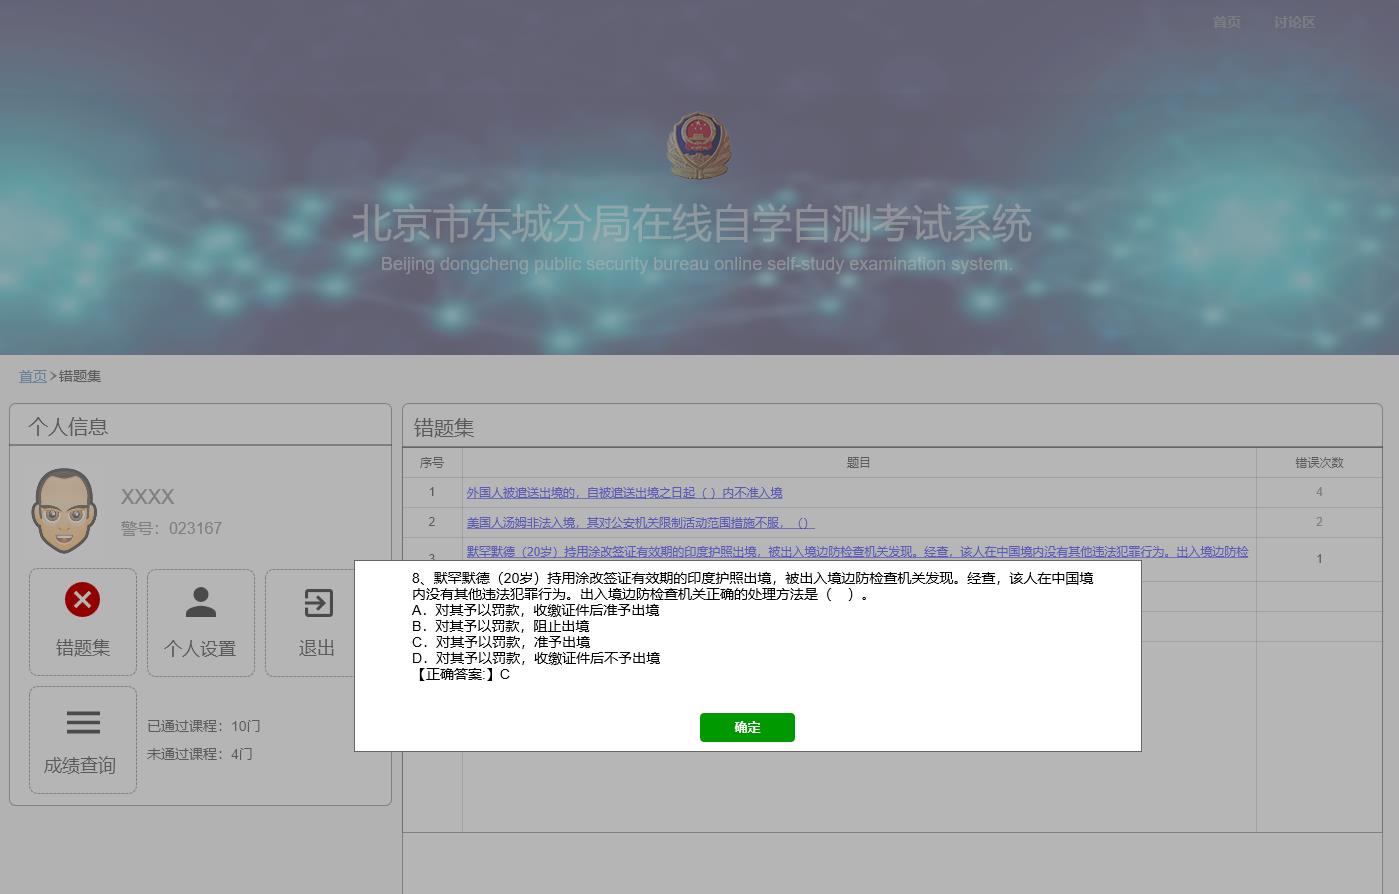 首页 讨论区
北京市东城分局在线自学自测考试系统
Beijing dongcheng public security bureau online self-study examination system.
首页>错题集
个人信息
XXXX
警号：023167
错题集
个人设置
退出
成绩查询
已通过课程：10门
未通过课程：4门
错题集
序号 题目 错误次数
1 外国人被遣送出境的，自被遣送出境之日起（ ）内不准入境 4
2 美国人汤姆非法入境，其对公安机关限制活动范围措施不服，（）
2
3 默罕默德（20岁）持用涂改签证有效期的印度护照出境，被出入境边防检查机关发现。经查，该人在中国境内没有其他违法犯罪行为。出入境边防检
1
8、默罕默德（20岁）持用涂改签证有效期的印度护照出境，被出入境边防检查机关发现。经查，该人在中国境
内没有其他违法犯罪行为。出入境边防检查机关正确的处理方法是（ ）。
A．对其予以罚款，收缴证件后准予出境
B．对其予以罚款，阻止出境
C．对其予以罚款，准予出境
D．对其予以罚款，收缴证件后不予出境
【正确答案:】C
确定
1
1